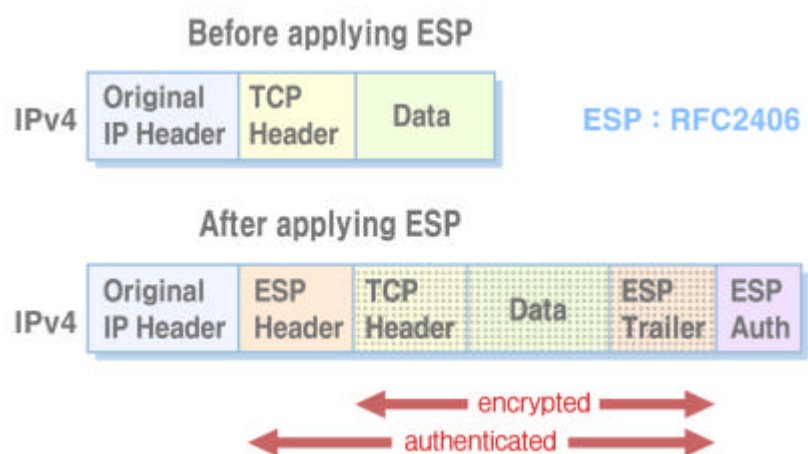 Before applying ESP
IPv4
Original
IP Header
TCP
Header
Data
ESP : RFC2406
After applying ESP
IPv4
Original
IP Header
ESP
Header
TCP
Header
Data
ESP
Trailer
ESP
Auth
encrypted
authenticated